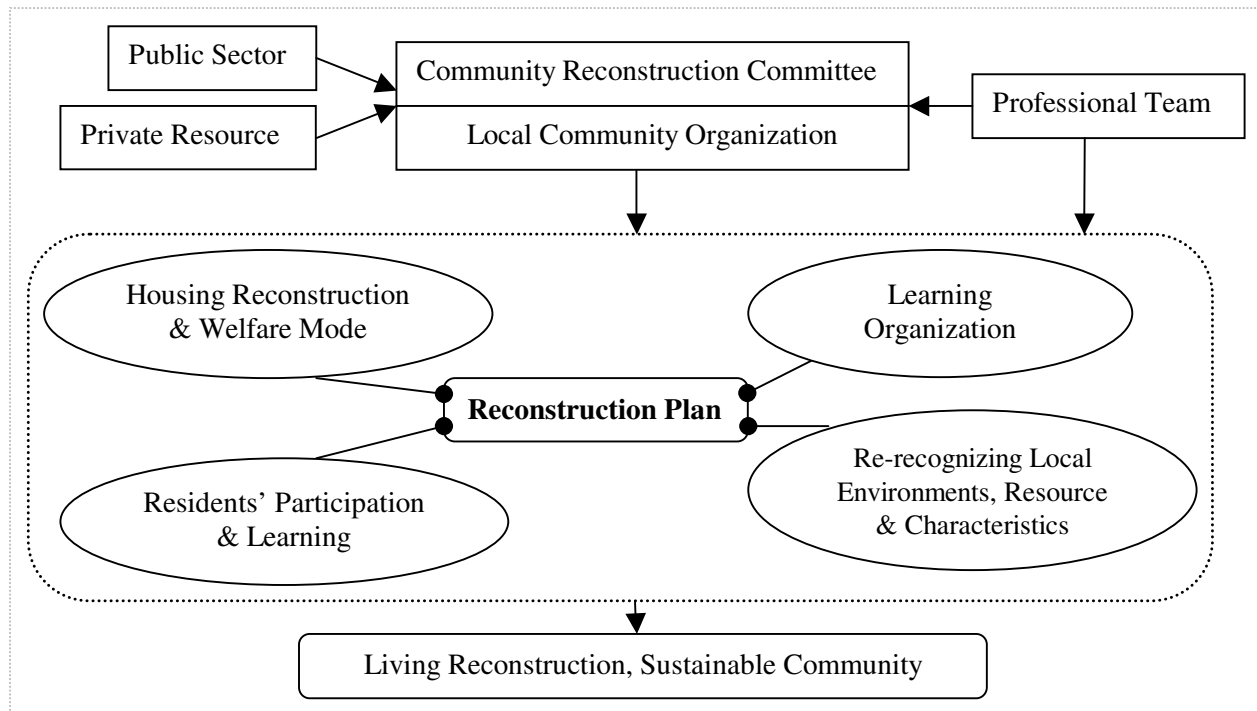 Public Sector
Private Resource
Community Reconstruction Committee
Local Community Organization
Professional Team
Housing Reconstruction
& Welfare Mode
Learning
Organization
Reconstruction Plan
Residents’ Participation
& Learning
Re-recognizing Local
Environments, Resource
& Characteristics
Living Reconstruction, Sustainable Community